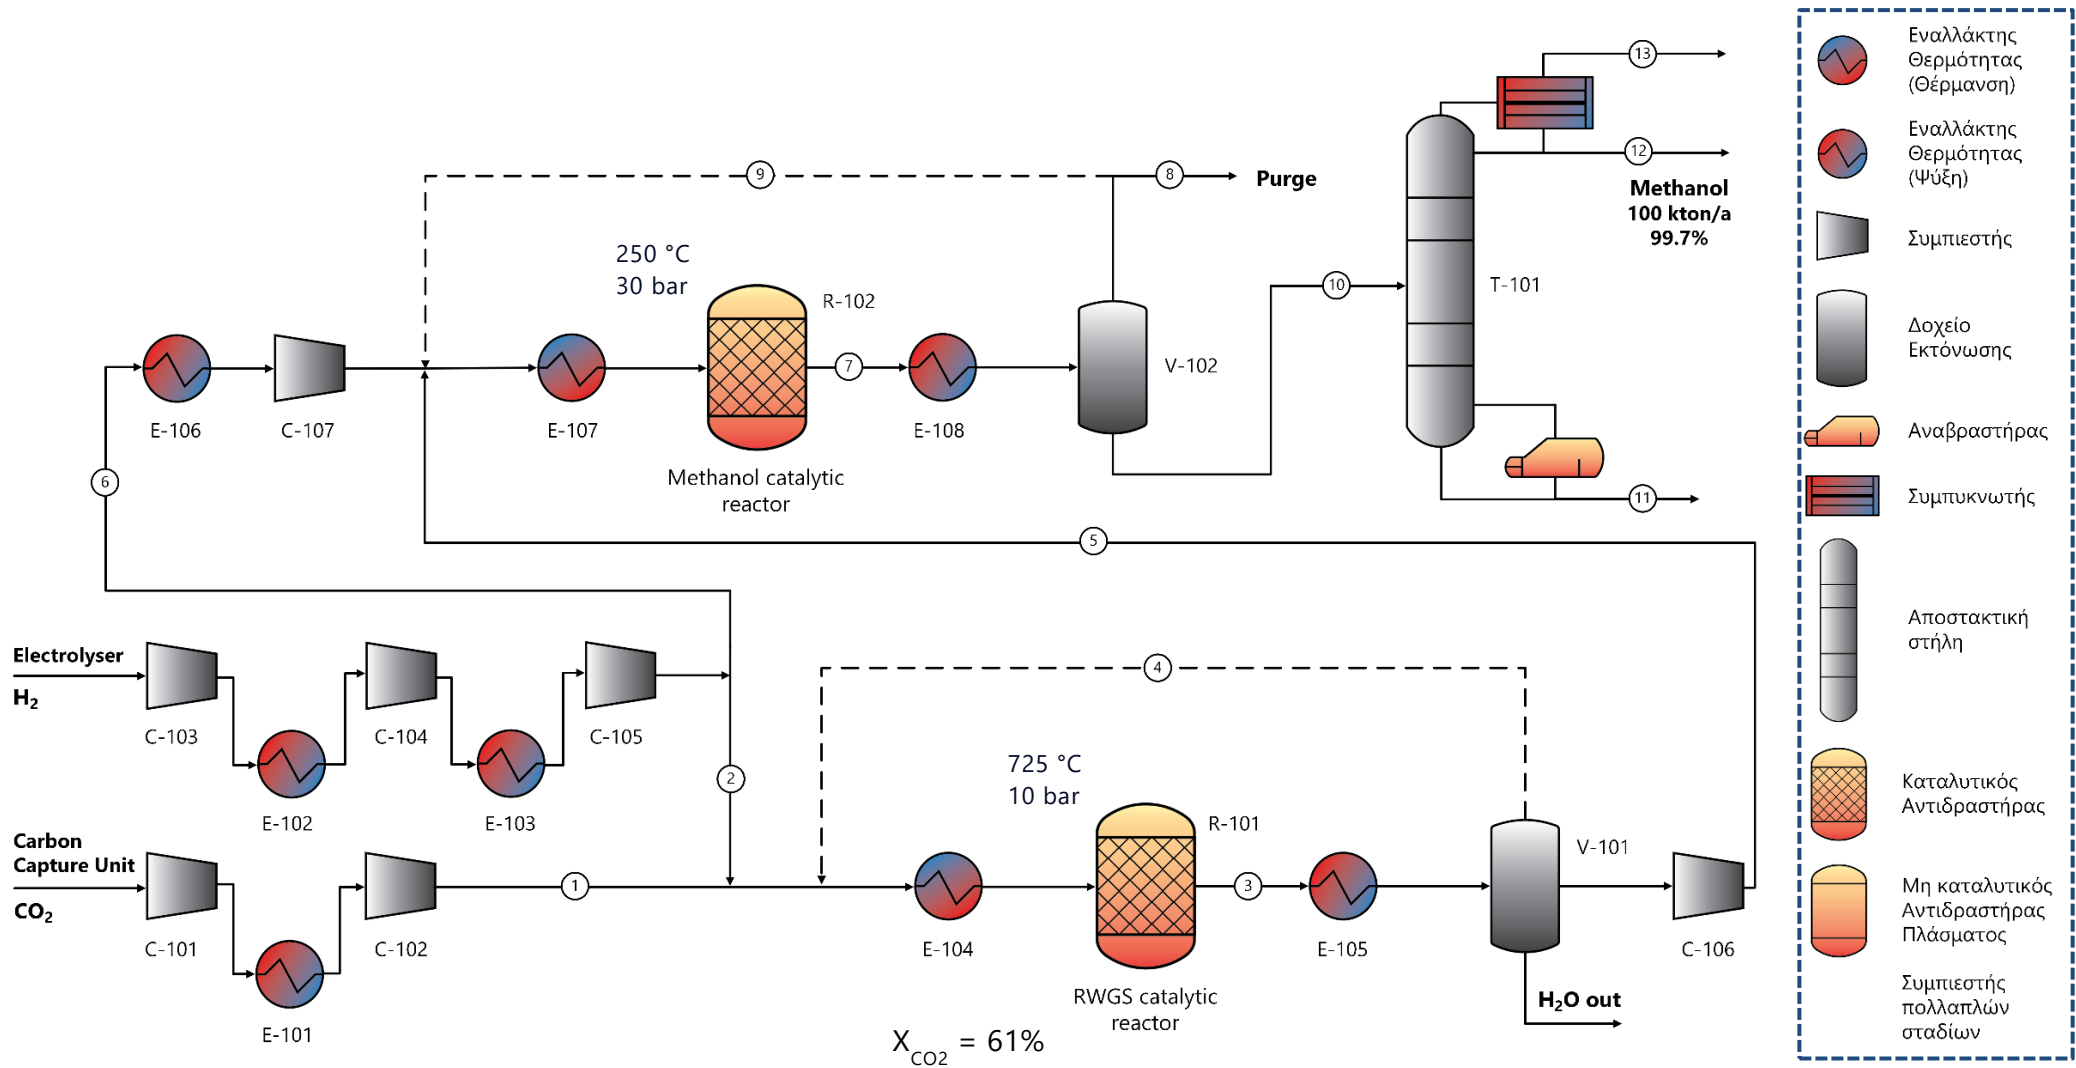 13
12
Methanol
100 kton/a
99.7%
9
8
Purge
250 °C
30 bar
R-102
T-101
10
7
V-102
E-106
C-107
E-107
E-108
Methanol catalytic
reactor
6
11
5
Electrolyser
H2
C-103
C-104
C-105
E-102
E-103
4
2
725 °C
10 bar
R-101
V-101
Carbon
Capture Unit
CO2
1
3
C-101
C-102
E-104
E-105
C-106
E-101
RWGS catalytic
reactor
H2O out
XCO2 = 61%
Εναλλάκτης
Θερμότητας
(Θέρμανση)
Εναλλάκτης
Θερμότητας
(Ψύξη)
Συμπιεστής
Δοχείο
Εκτόνωσης
Αναβραστήρας
Συμπυκνωτής
Αποστακτική
στήλη
Καταλυτικός
Αντιδραστήρας
Μη καταλυτικός
Αντιδραστήρας
Πλάσματος
Συμπιεστής
πολλαπλών
σταδίων